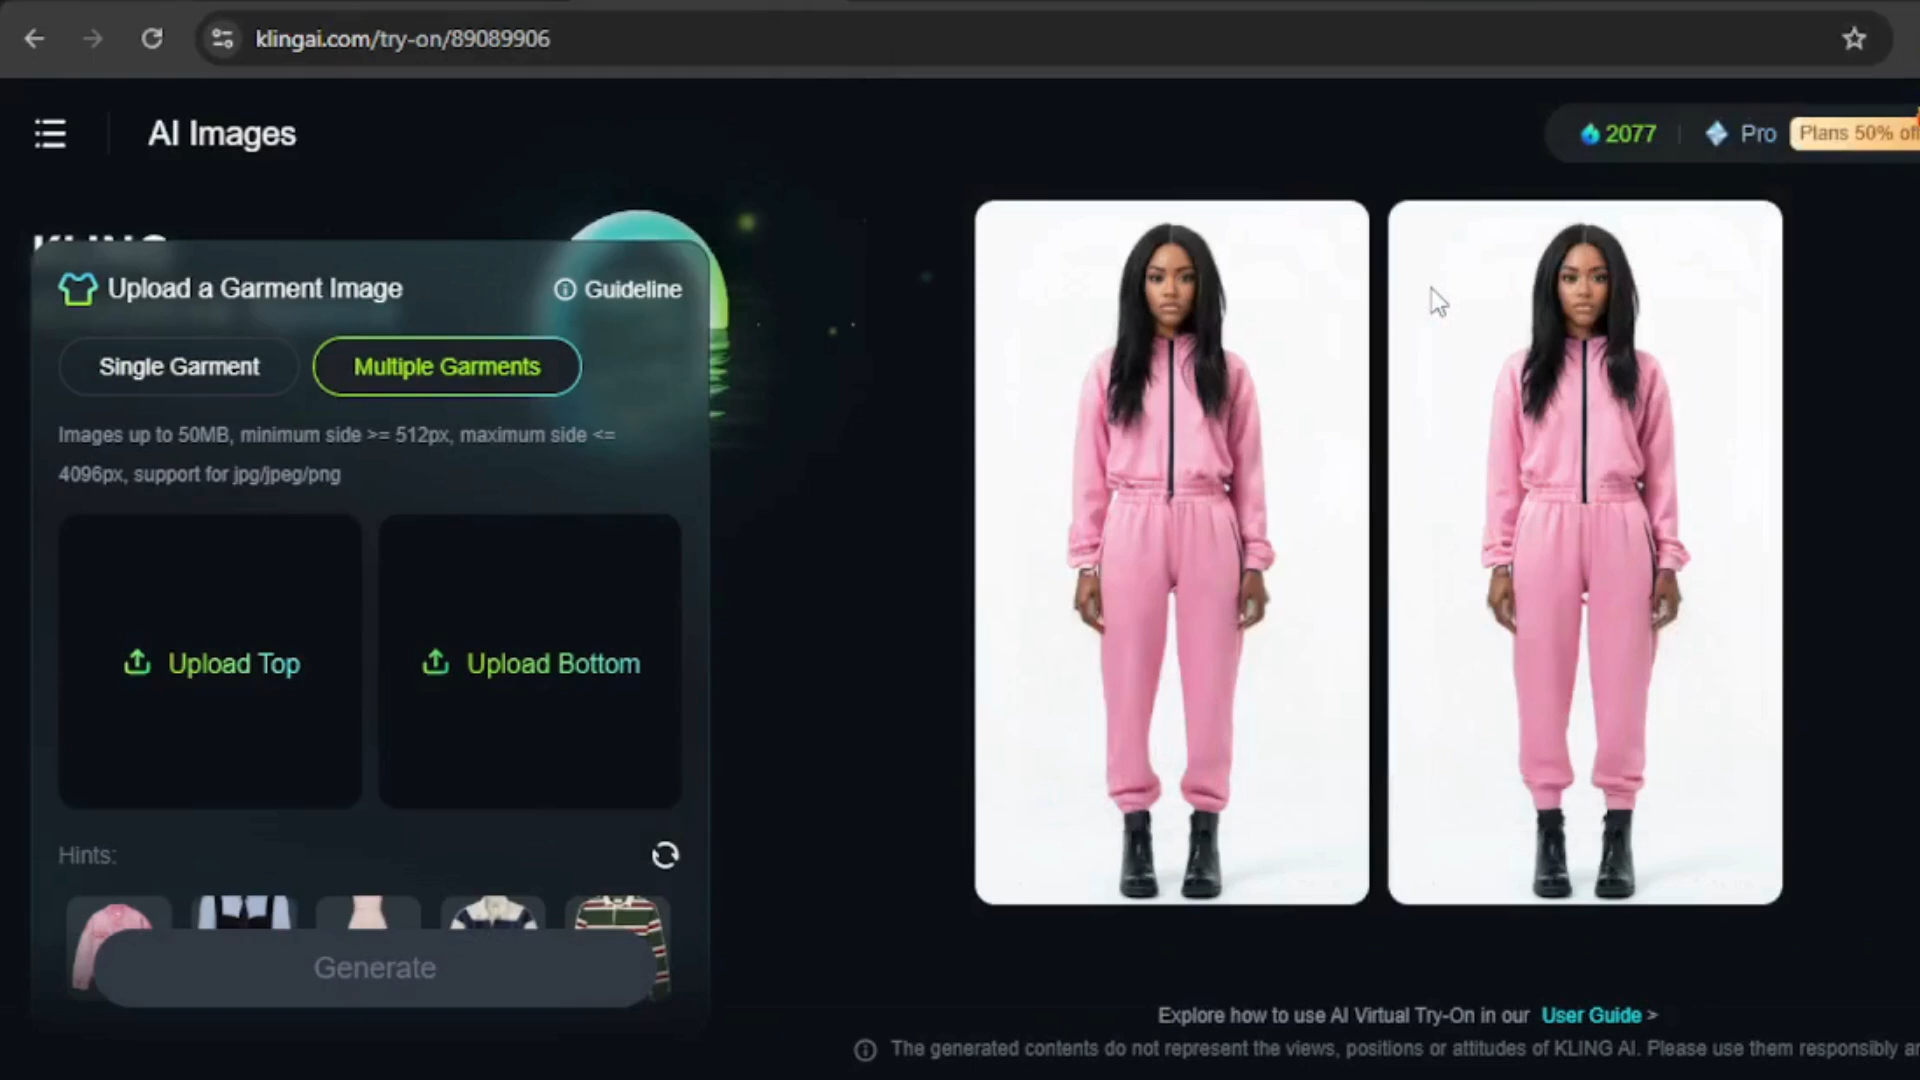 klingai.com/try-on/89089906
AI Images
2077
Pro
Plans 50% off
Upload a Garment Image
Guideline
Single Garment
Multiple Garments
Images up to 50MB, minimum side >= 512px, maximum side <=
4096px, support for jpg/jpeg/png
Upload Top
Upload Bottom
Hints:
Generate
Explore how to use AI Virtual Try-On in our User Guide >
The generated contents do not represent the views, positions or attitudes of KLING AI. Please use them responsibly